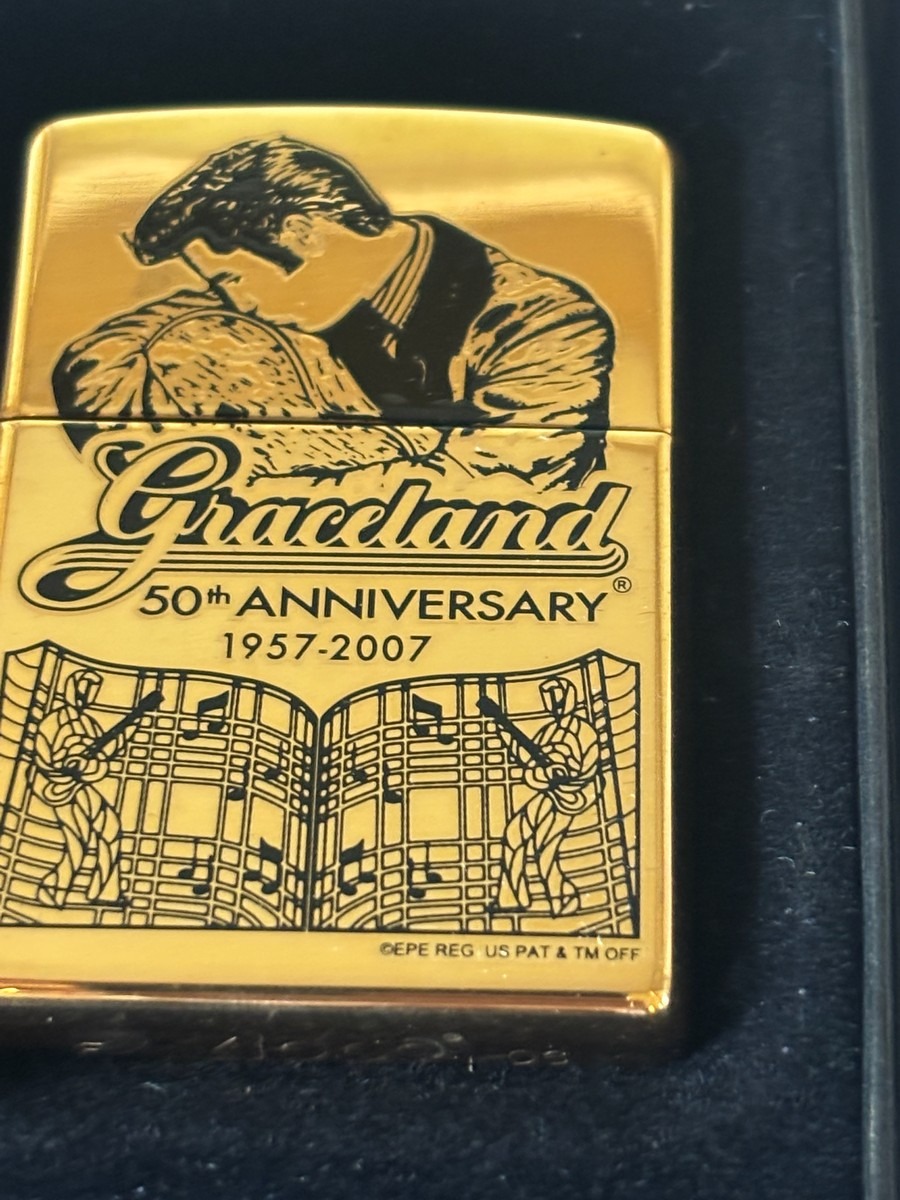 Graceland®
50th ANNIVERSARY
1957-2007
©EPE REG US PAT & TM OFF